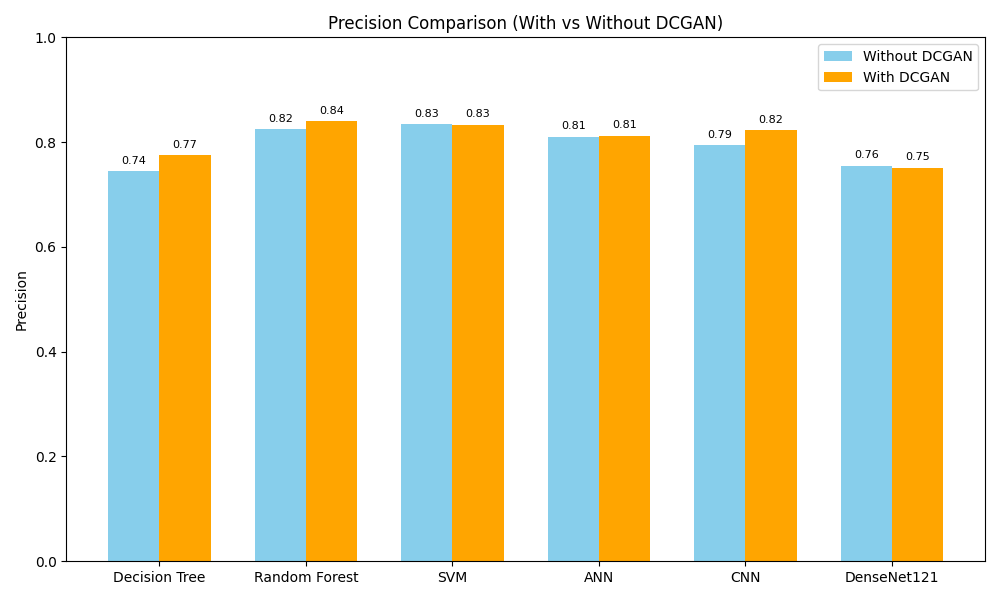 Precision Comparison (With vs Without DCGAN)
Without DCGAN
With DCGAN
Precision
1.0
0.8
0.6
0.4
0.2
0.0
0.74
0.77
0.82
0.84
0.83
0.83
0.81
0.81
0.79
0.82
0.76
0.75
Decision Tree
Random Forest
SVM
ANN
CNN
DenseNet121